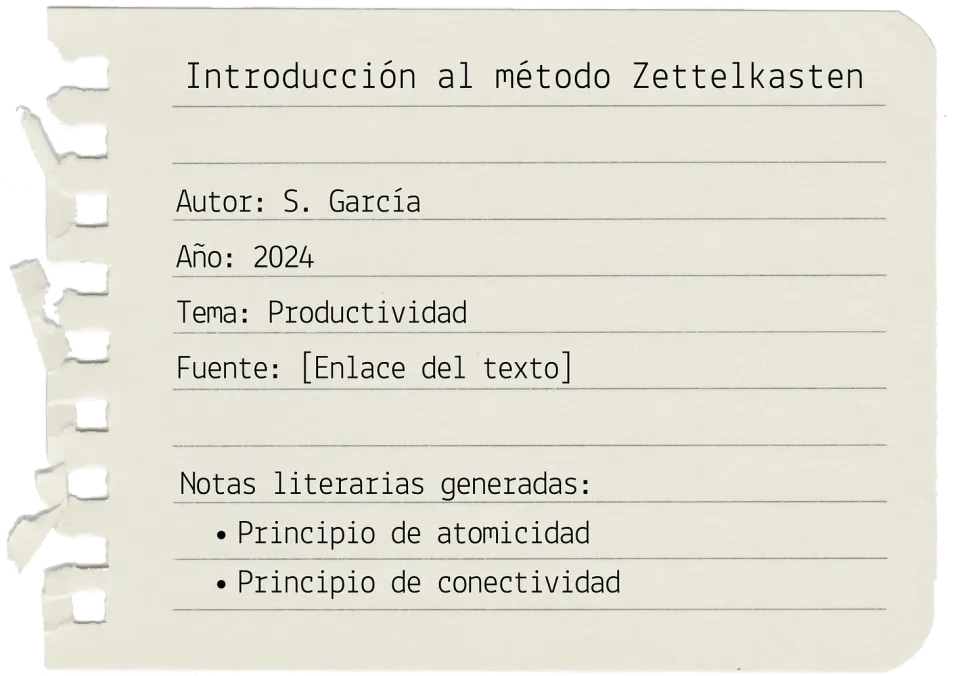 Introducción al método Zettelkasten
Autor: S. García
Año: 2024
Tema: Productividad
Fuente: [Enlace del texto]
Notas literarias generadas:
• Principio de atomicidad
• Principio de conectividad